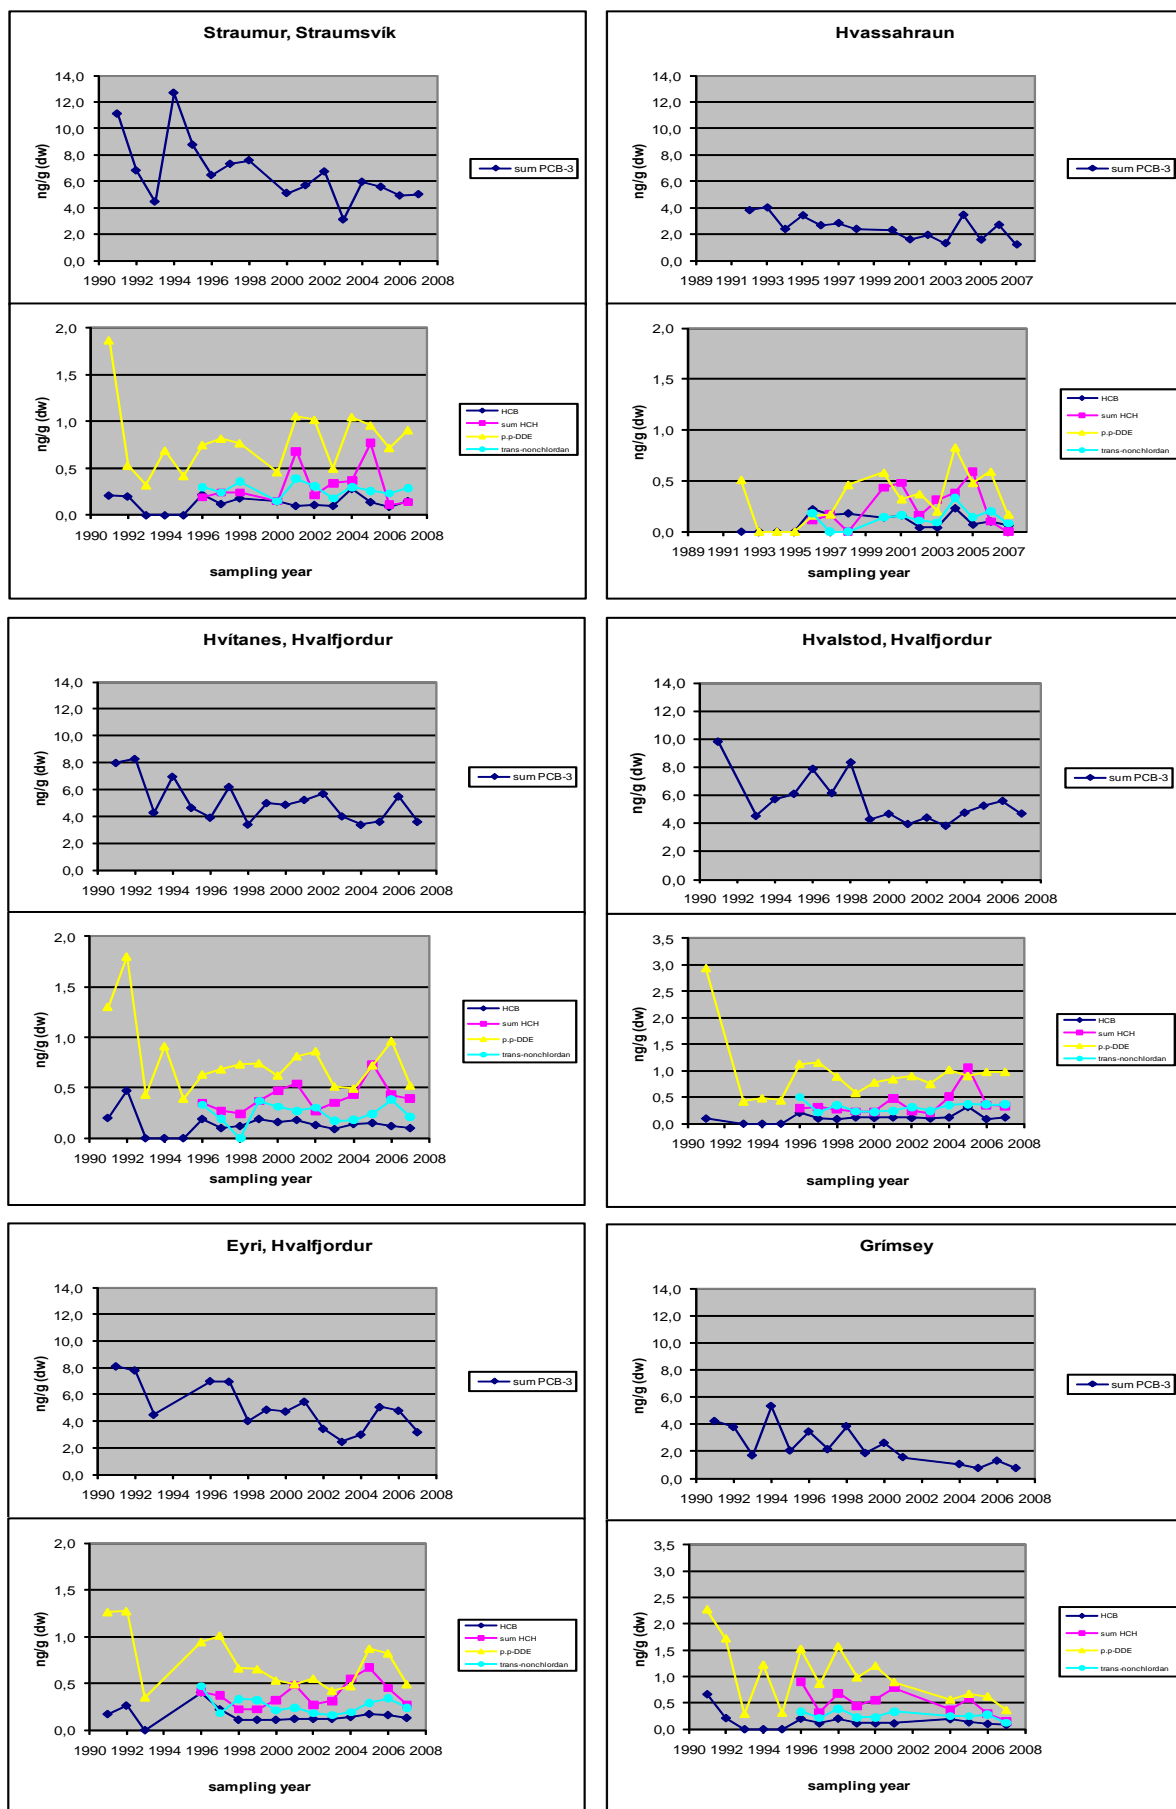 Straumur, Straumsvík
14,0
12,0
10,0
8,0
6,0
4,0
2,0
0,0
ng/g (dw)
1990 1992 1994 1996 1998 2000 2002 2004 2006 2008
sum PCB-3
2,0
1,5
1,0
0,5
0,0
ng/g (dw)
1990 1992 1994 1996 1998 2000 2002 2004 2006 2008
sampling year
HCB
sum HCH
p.p-DDE
trans-nonchlordan
Hvassahraun
14,0
12,0
10,0
8,0
6,0
4,0
2,0
0,0
ng/g (dw)
1989 1991 1993 1995 1997 1999 2001 2003 2005 2007
sum PCB-3
2,0
1,5
1,0
0,5
0,0
ng/g (dw)
1989 1991 1993 1995 1997 1999 2001 2003 2005 2007
sampling year
HCB
sum HCH
p.p-DDE
trans-nonchlordan
Hvítanes, Hvalfjordur
14,0
12,0
10,0
8,0
6,0
4,0
2,0
0,0
ng/g (dw)
1990 1992 1994 1996 1998 2000 2002 2004 2006 2008
sum PCB-3
2,0
1,5
1,0
0,5
0,0
ng/g (dw)
1990 1992 1994 1996 1998 2000 2002 2004 2006 2008
sampling year
HCB
sum HCH
p.p-DDE
trans-nonchlordan
Hvalstod, Hvalfjordur
14,0
12,0
10,0
8,0
6,0
4,0
2,0
0,0
ng/g (dw)
1990 1992 1994 1996 1998 2000 2002 2004 2006 2008
sum PCB-3
3,5
3,0
2,5
2,0
1,5
1,0
0,5
0,0
ng/g (dw)
1990 1992 1994 1996 1998 2000 2002 2004 2006 2008
sampling year
HCB
sum HCH
p.p-DDE
trans-nonchlordan
Eyri, Hvalfjordur
14,0
12,0
10,0
8,0
6,0
4,0
2,0
0,0
ng/g (dw)
1990 1992 1994 1996 1998 2000 2002 2004 2006 2008
sum PCB-3
2,0
1,5
1,0
0,5
0,0
ng/g (dw)
1990 1992 1994 1996 1998 2000 2002 2004 2006 2008
sampling year
HCB
sum HCH
p.p-DDE
trans-nonchlordan
Grímsey
14,0
12,0
10,0
8,0
6,0
4,0
2,0
0,0
ng/g (dw)
1990 1992 1994 1996 1998 2000 2002 2004 2006 2008
sum PCB-3
3,5
3,0
2,5
2,0
1,5
1,0
0,5
0,0
ng/g (dw)
1990 1992 1994 1996 1998 2000 2002 2004 2006 2008
sampling year
HCB
sum HCH
p.p-DDE
trans-nonchlordan